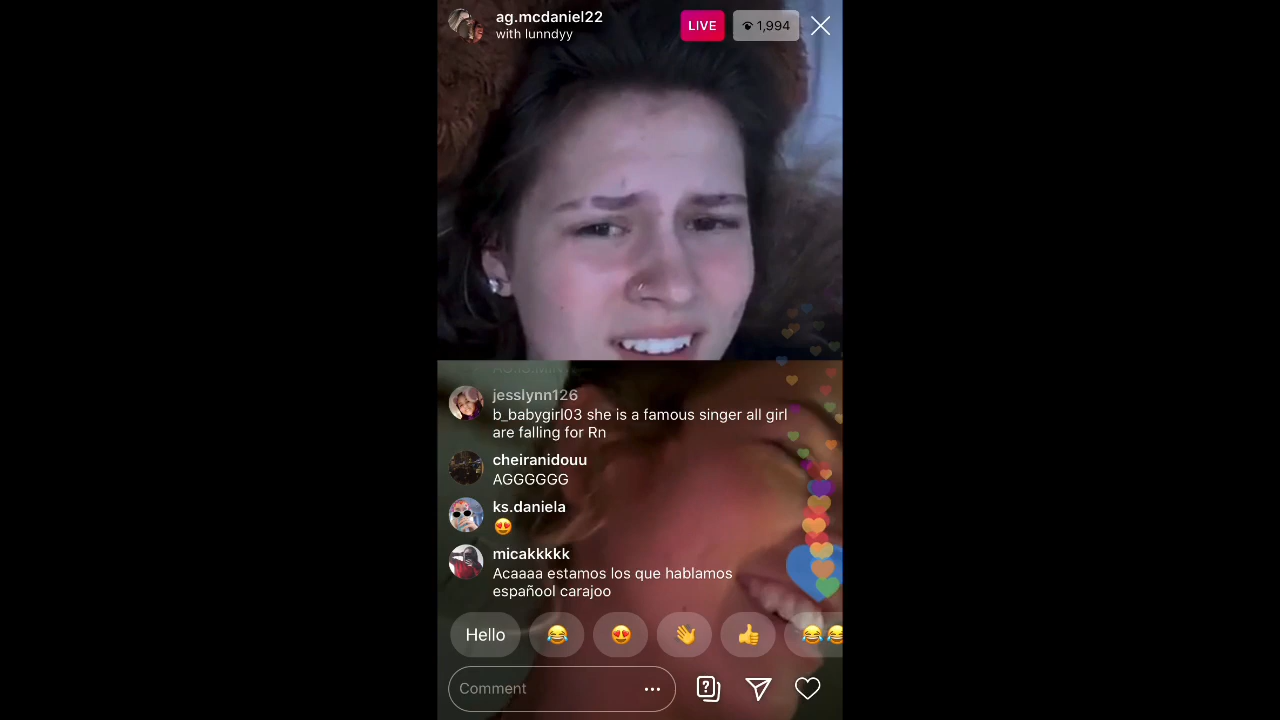 ag.mcdaniel22
with lunndyy
LIVE
1,994
jesslynn126
b_babygirl03 she is a famous singer all girl
are falling for Rn
cheiranidouu
AGGGGGG
ks.daniela
😍
micakkkkk
Acaaaa estamos los que hablamos
españool carajoo
Hello 😂 😍 👋 👍 😂😂
Comment